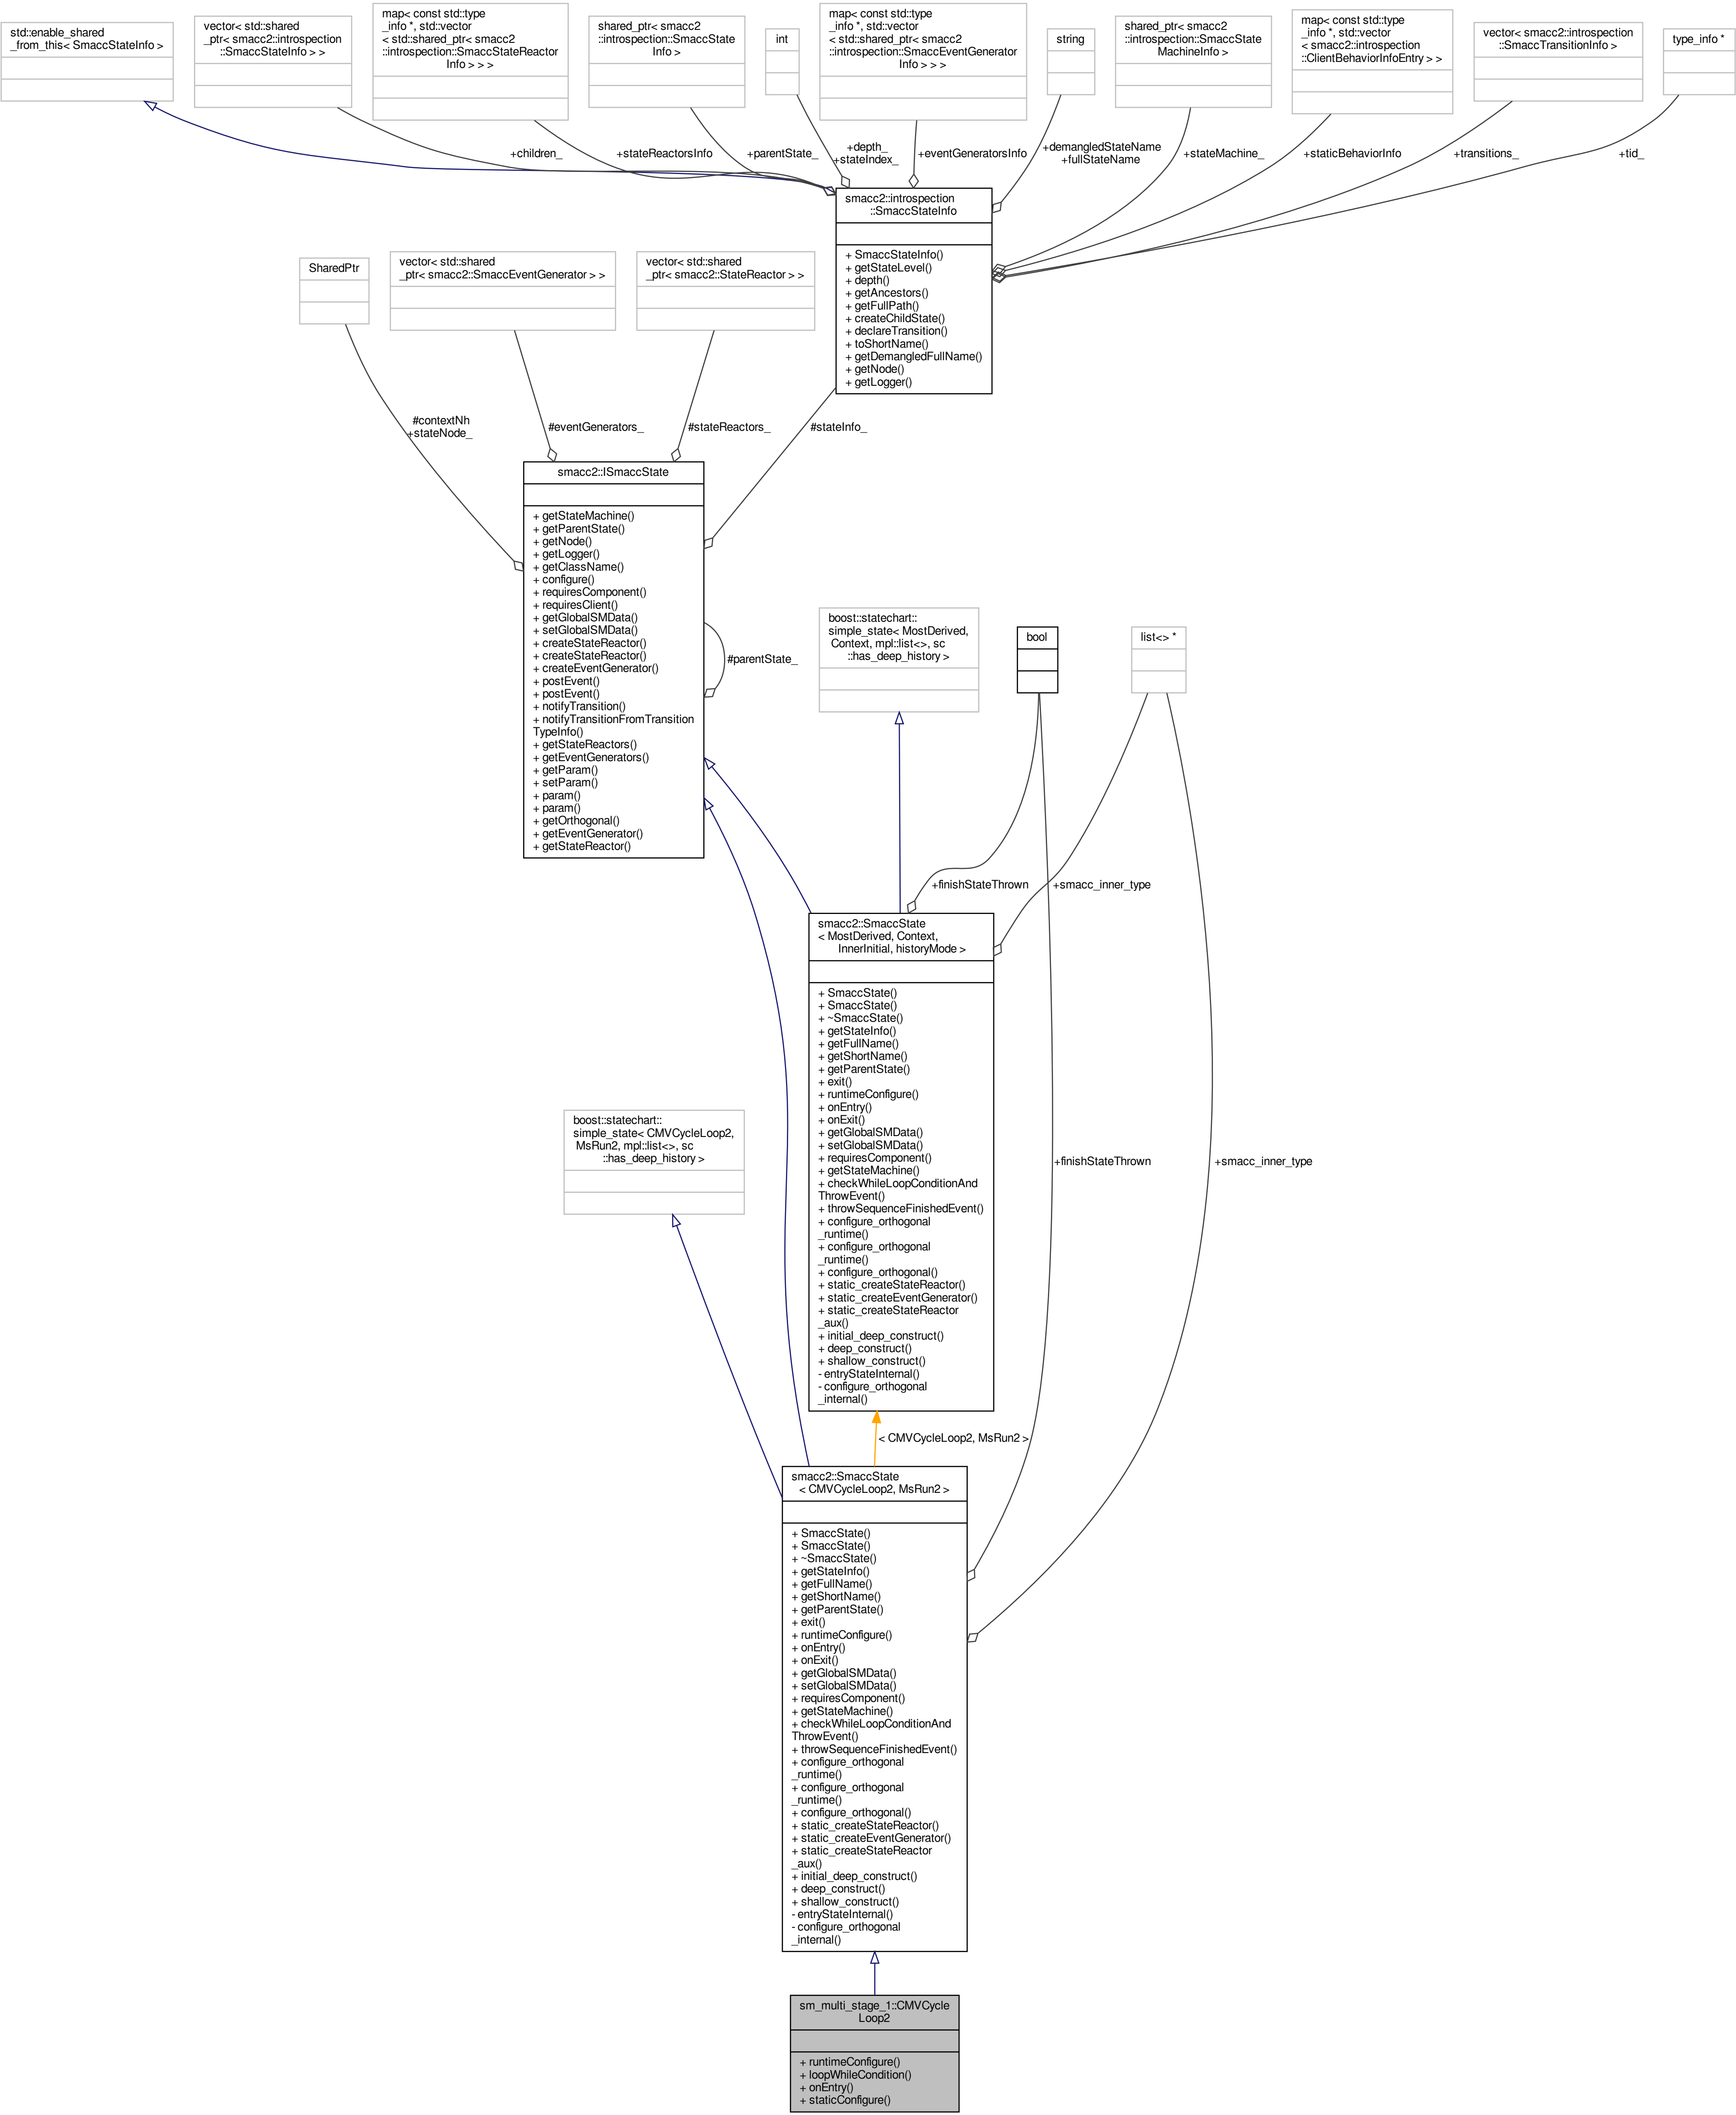 std::enable_shared
_from_this< SmaccStateInfo >
vector< std::shared
_ptr< smacc2::introspection
::SmaccStateInfo > >
map< const std::type
_info *, std::vector
< std::shared_ptr< smacc2
::introspection::SmaccStateReactor
Info > > >
shared_ptr< smacc2
::introspection::SmaccState
Info >
int
map< const std::type
_info *, std::vector
< std::shared_ptr< smacc2
::introspection::SmaccEventGenerator
Info > > >
string
shared_ptr< smacc2
::introspection::SmaccState
MachineInfo >
map< const std::type
_info *, std::vector
< smacc2::introspection
::ClientBehaviorInfoEntry > >
vector< smacc2::introspection
::SmaccTransitionInfo >
type_info *
+children_
+stateReactorsInfo
+parentState_
+depth_
+stateIndex_
+eventGeneratorsInfo
+demangledStateName
+fullStateName
+stateMachine_
+staticBehaviorInfo
+transitions_
+tid_
smacc2::introspection
::SmaccStateInfo
+ SmaccStateInfo()
+ getStateLevel()
+ depth()
+ getAncestors()
+ getFullPath()
+ createChildState()
+ declareTransition()
+ toShortName()
+ getDemangledFullName()
+ getNode()
+ getLogger()
SharedPtr
vector< std::shared
_ptr< smacc2::SmaccEventGenerator > >
vector< std::shared
_ptr< smacc2::StateReactor > >
#contextNh
+stateNode_
#eventGenerators_
#stateReactors_
#stateInfo_
smacc2::ISmaccState
+ getStateMachine()
+ getParentState()
+ getNode()
+ getLogger()
+ getClassName()
+ configure()
+ requiresComponent()
+ requiresClient()
+ getGlobalSMData()
+ setGlobalSMData()
+ createStateReactor()
+ createStateReactor()
+ createEventGenerator()
+ postEvent()
+ postEvent()
+ notifyTransition()
+ notifyTransitionFromTransition
TypeInfo()
+ getStateReactors()
+ getEventGenerators()
+ getParam()
+ setParam()
+ param()
+ param()
+ getOrthogonal()
+ getEventGenerator()
+ getStateReactor()
#parentState_
boost::statechart::
simple_state< MostDerived,
Context, mpl::list<>, sc
::has_deep_history >
bool
list<> *
+finishStateThrown
+smacc_inner_type
smacc2::SmaccState
< MostDerived, Context,
InnerInitial, historyMode >
+ SmaccState()
+ SmaccState()
+ ~SmaccState()
+ getStateInfo()
+ getFullName()
+ getShortName()
+ getParentState()
+ exit()
+ runtimeConfigure()
+ onEntry()
+ onExit()
+ getGlobalSMData()
+ setGlobalSMData()
+ requiresComponent()
+ getStateMachine()
+ checkWhileLoopConditionAnd
ThrowEvent()
+ throwSequenceFinishedEvent()
+ configure_orthogonal
_runtime()
+ configure_orthogonal
_runtime()
+ configure_orthogonal()
+ static_createStateReactor()
+ static_createEventGenerator()
+ static_createStateReactor
_aux()
+ initial_deep_construct()
+ deep_construct()
+ shallow_construct()
- entryStateInternal()
- configure_orthogonal
_internal()
boost::statechart::
simple_state< CMVCycleLoop2,
MsRun2, mpl::list<>, sc
::has_deep_history >
+finishStateThrown
+smacc_inner_type
< CMVCycleLoop2, MsRun2 >
smacc2::SmaccState
< CMVCycleLoop2, MsRun2 >
+ SmaccState()
+ SmaccState()
+ ~SmaccState()
+ getStateInfo()
+ getFullName()
+ getShortName()
+ getParentState()
+ exit()
+ runtimeConfigure()
+ onEntry()
+ onExit()
+ getGlobalSMData()
+ setGlobalSMData()
+ requiresComponent()
+ getStateMachine()
+ checkWhileLoopConditionAnd
ThrowEvent()
+ throwSequenceFinishedEvent()
+ configure_orthogonal
_runtime()
+ configure_orthogonal
_runtime()
+ configure_orthogonal()
+ static_createStateReactor()
+ static_createEventGenerator()
+ static_createStateReactor
_aux()
+ initial_deep_construct()
+ deep_construct()
+ shallow_construct()
- entryStateInternal()
- configure_orthogonal
_internal()
sm_multi_stage_1::CMVCycle
Loop2
+ runtimeConfigure()
+ loopWhileCondition()
+ onEntry()
+ staticConfigure()